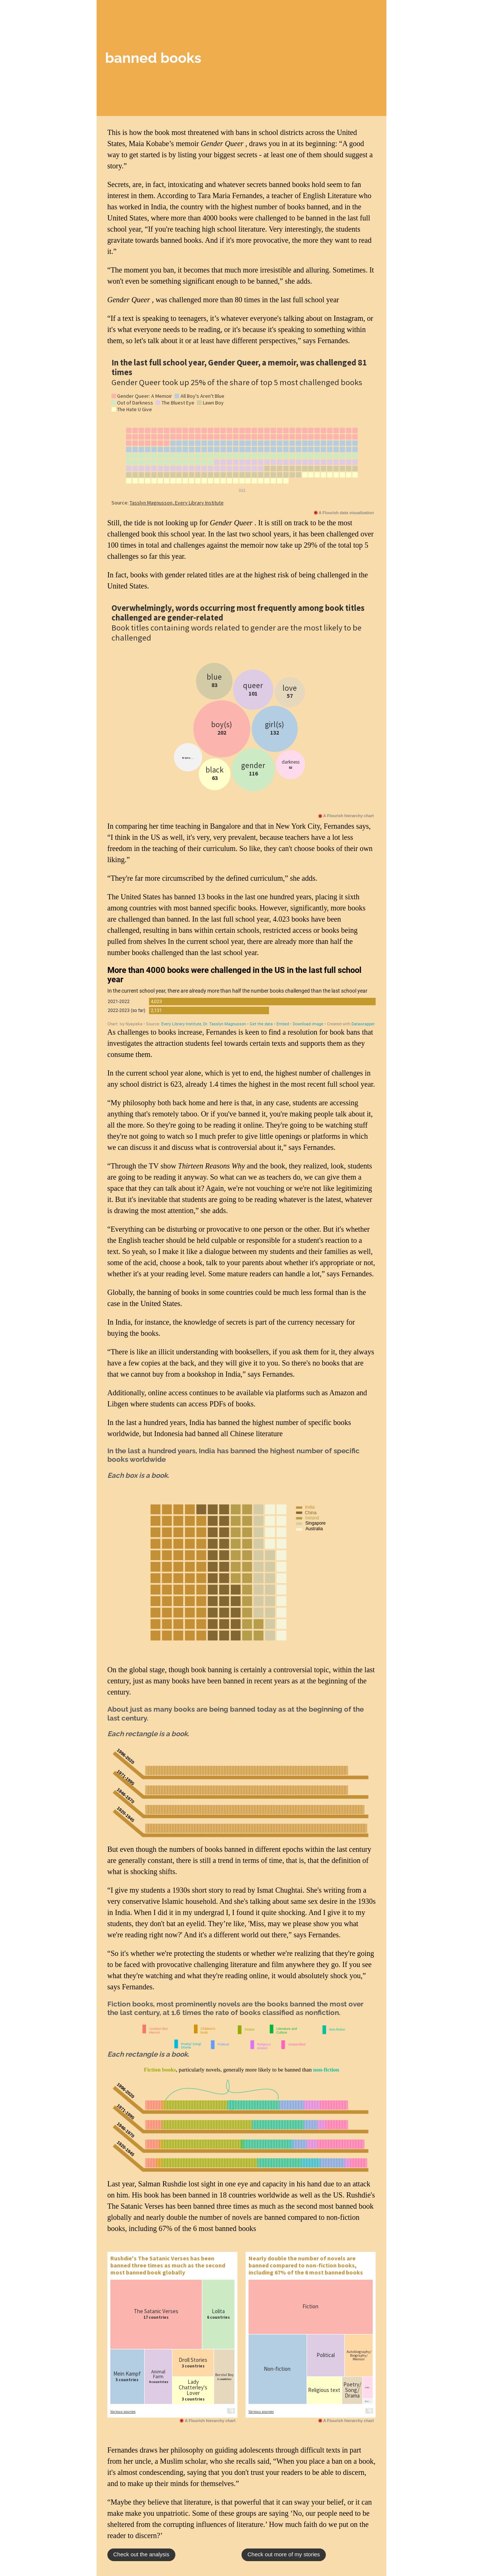 banned books
This is how the book most threatened with bans in school districts across the United
States, Maia Kobabe’s memoir Gender Queer , draws you in at its beginning: “A good
way to get started is by listing your biggest secrets - at least one of them should suggest a
story.”
Secrets, are, in fact, intoxicating and whatever secrets banned books hold seem to fan
interest in them. According to Tara Maria Fernandes, a teacher of English Literature who
has worked in India, the country with the highest number of books banned, and in the
United States, where more than 4000 books were challenged to be banned in the last full
school year, “If you're teaching high school literature. Very interestingly, the students
gravitate towards banned books. And if it's more provocative, the more they want to read
it.”
“The moment you ban, it becomes that much more irresistible and alluring. Sometimes. It
won't even be something significant enough to be banned,” she adds.
Gender Queer , was challenged more than 80 times in the last full school year
“If a text is speaking to teenagers, it’s whatever everyone's talking about on Instagram, or
it's what everyone needs to be reading, or it's because it's speaking to something within
them, so let's talk about it or at least have different perspectives,” says Fernandes.
In the last full school year, Gender Queer, a memoir, was challenged 81
times
Gender Queer took up 25% of the share of top 5 most challenged books
Gender Queer: A Memoir All Boy's Aren't Blue
Out of Darkness The Bluest Eye Lawn Boy
The Hate U Give
Source: Tasslyn Magnusson, Every Library Institute
A Flourish data visualisation
Still, the tide is not looking up for Gender Queer . It is still on track to be the most
challenged book this school year. In the last two school years, it has been challenged over
100 times in total and challenges against the memoir now take up 29% of the total top 5
challenges so far this year.
In fact, books with gender related titles are at the highest risk of being challenged in the
United States.
Overwhelmingly, words occurring most frequently among book titles
challenged are gender-related
Book titles containing words related to gender are the most likely to be
challenged
blue
83
queer
101
love
57
boy(s)
202
girl(s)
132
darkness
black
63
gender
116
A Flourish hierarchy chart
In comparing her time teaching in Bangalore and that in New York City, Fernandes says,
“I think in the US as well, it's very, very prevalent, because teachers have a lot less
freedom in the teaching of their curriculum. So like, they can't choose books of their own
liking.”
“They're far more circumscribed by the defined curriculum,” she adds.
The United States has banned 13 books in the last one hundred years, placing it sixth
among countries with most banned specific books. However, significantly, more books
are challenged than banned. In the last full school year, 4.023 books have been
challenged, resulting in bans within certain schools, restricted access or books being
pulled from shelves In the current school year, there are already more than half the
number books challenged than the last school year.
More than 4000 books were challenged in the US in the last full school
year
In the current school year, there are already more than half the number books challenged than the last school year
2021-2022 4,023
2022-2023 (so far)
Every Library Institute, Dr. Tasslyn Magnusson · Get the data · Embed · Download image · Created with Datawrapper
As challenges to books increase, Fernandes is keen to find a resolution for book bans that
investigates the attraction students feel towards certain texts and supports them as they
consume them.
In the current school year alone, which is yet to end, the highest number of challenges in
any school district is 623, already 1.4 times the highest in the most recent full school year.
“My philosophy both back home and here is that, in any case, students are accessing
anything that's remotely taboo. Or if you've banned it, you're making people talk about it,
all the more. So they're going to be reading it online. They're going to be watching stuff
they're not going to watch so I much prefer to give little openings or platforms in which
we can discuss it and discuss what is controversial about it,” says Fernandes.
“Through the TV show Thirteen Reasons Why and the book, they realized, look, students
are going to be reading it anyway. So what can we as teachers do, we can give them a
space that they can talk about it? Again, we're not vouching or we're not like legitimizing
it. But it's inevitable that students are going to be reading whatever is the latest, whatever
is drawing the most attention,” she adds.
“Everything can be disturbing or provocative to one person or the other. But it's whether
the English teacher should be held culpable or responsible for a student's reaction to a
text. So yeah, so I make it like a dialogue between my students and their families as well,
some of the acid, choose a book, talk to your parents about whether it's appropriate or not,
whether it's at your reading level. Some mature readers can handle a lot,” says Fernandes.
Globally, the banning of books in some countries could be much less formal than is the
case in the United States.
In India, for instance, the knowledge of secrets is part of the currency necessary for
buying the books.
“There is like an illicit understanding with booksellers, if you ask them for it, they always
have a few copies at the back, and they will give it to you. So there's no books that are
that we cannot buy from a bookshop in India,” says Fernandes.
Additionally, online access continues to be available via platforms such as Amazon and
Libgen where students can access PDFs of books.
In the last a hundred years, India has banned the highest number of specific books
worldwide, but Indonesia had banned all Chinese literature
In the last a hundred years, India has banned the highest number of specific
books worldwide
Each box is a book.
India
China
Ireland
Singapore
Australia
On the global stage, though book banning is certainly a controversial topic, within the last
century, just as many books have been banned in recent years as at the beginning of the
century.
About just as many books are being banned today as at the beginning of the
last century.
Each rectangle is a book.
1996-2020
1971-1995
1946-1970
1920-1945
But even though the numbers of books banned in different epochs within the last century
are generally constant, there is still a trend in terms of time, that is, that the definition of
what is shocking shifts.
“I give my students a 1930s short story to read by Ismat Chughtai. She's writing from a
very conservative Islamic household. And she's talking about same sex desire in the 1930s
in India. When I did it in my undergrad I, I found it quite shocking. And I give it to my
students, they don't bat an eyelid. They’re like, 'Miss, may we please show you what
we're reading right now?' And it's a different world out there,” says Fernandes.
“So it's whether we're protecting the students or whether we're realizing that they're going
to be faced with provocative challenging literature and film anywhere they go. If you see
what they're watching and what they're reading online, it would absolutely shock you,”
says Fernandes.
Fiction books, most prominently novels are the books banned the most over
the last century, at 1.6 times the rate of books classified as nonfiction.
Each rectangle is a book.
Fiction books, particularly novels, generally more likely to be banned than non-fiction
1996-2020
1971-1995
1946-1970
1920-1945
Last year, Salman Rushdie lost sight in one eye and capacity in his hand due to an attack
on him. His book has been banned in 18 countries worldwide as well as the US. Rushdie's
The Satanic Verses has been banned three times as much as the second most banned book
globally and nearly double the number of novels are banned compared to non-fiction
books, including 67% of the 6 most banned books
Rushdie's The Satanic Verses has been
banned three times as much as the second
most banned book globally
The Satanic Verses
17 countries
Lolita
6 countries
Mein Kampf
5 countries
Animal
Farm
4 countries
Droll Stories
3 countries
Lady
Chatterley's
Lover
3 countries
Various sources
A Flourish hierarchy chart
Nearly double the number of novels are
banned compared to non-fiction books,
including 67% of the 6 most banned books
Fiction
Non-fiction
Political
Autobiography/
Biography/
Memoir
Religious text
Poetry/
Song/
Drama
Various sources
A Flourish hierarchy chart
Fernandes draws her philosophy on guiding adolescents through difficult texts in part
from her uncle, a Muslim scholar, who she recalls said, “When you place a ban on a book,
it's almost condescending, saying that you don't trust your readers to be able to discern,
and to make up their minds for themselves.”
“Maybe they believe that literature, is that powerful that it can sway your belief, or it can
make make you unpatriotic. Some of these groups are saying ‘No, our people need to be
sheltered from the corruptive influences of literature.’ How much faith do we put on the
reader to discern?’
Check out the analysis
Check out more of my stories